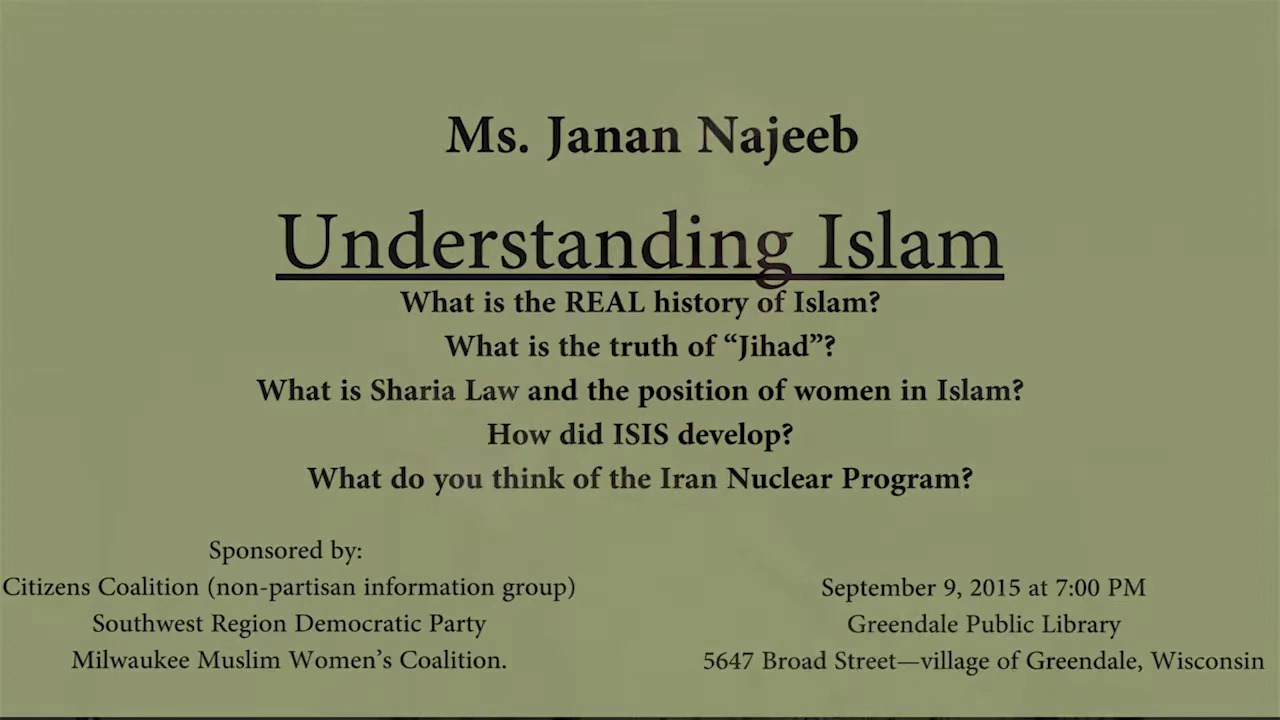 Ms. Janan Najeeb
Understanding Islam
What is the REAL history of Islam?
What is the truth of “Jihad”?
What is Sharia Law and the position of women in Islam?
How did ISIS develop?
What do you think of the Iran Nuclear Program?
Sponsored by:
Citizens Coalition (non-partisan information group)
Southwest Region Democratic Party
Milwaukee Muslim Women’s Coalition.
September 9, 2015 at 7:00 PM
Greendale Public Library
5647 Broad Street—village of Greendale, Wisconsin